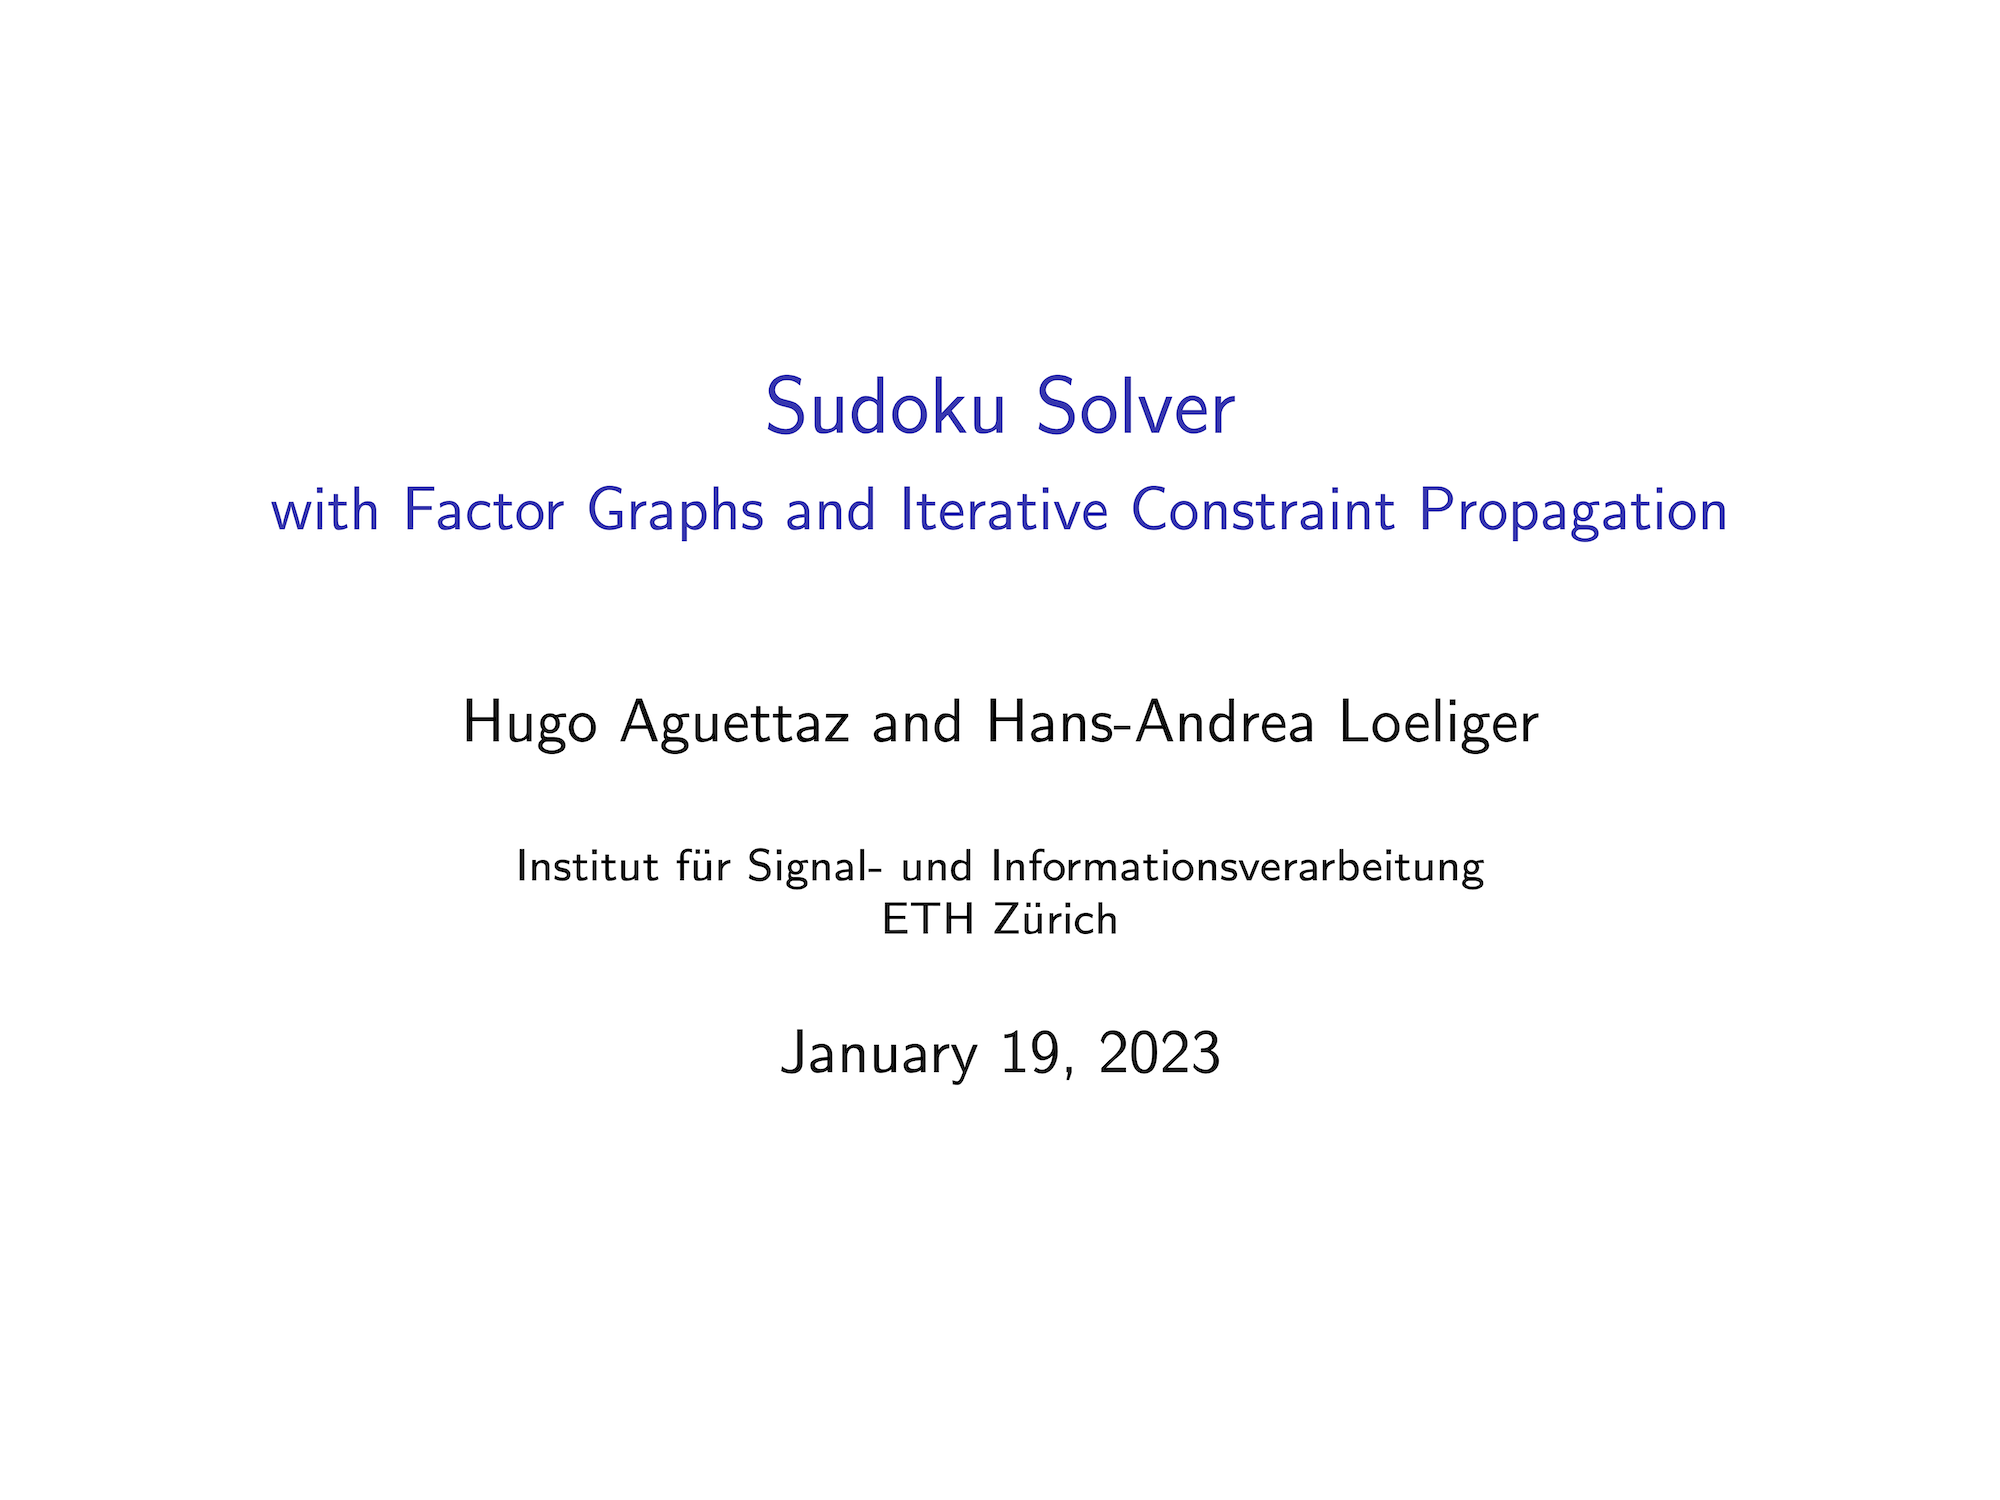 Sudoku Solver
with Factor Graphs and Iterative Constraint Propagation
Hugo Aguettaz and Hans-Andrea Loeliger
Institut für Signal- und Informationsverarbeitung
ETH Zürich
January 19, 2023